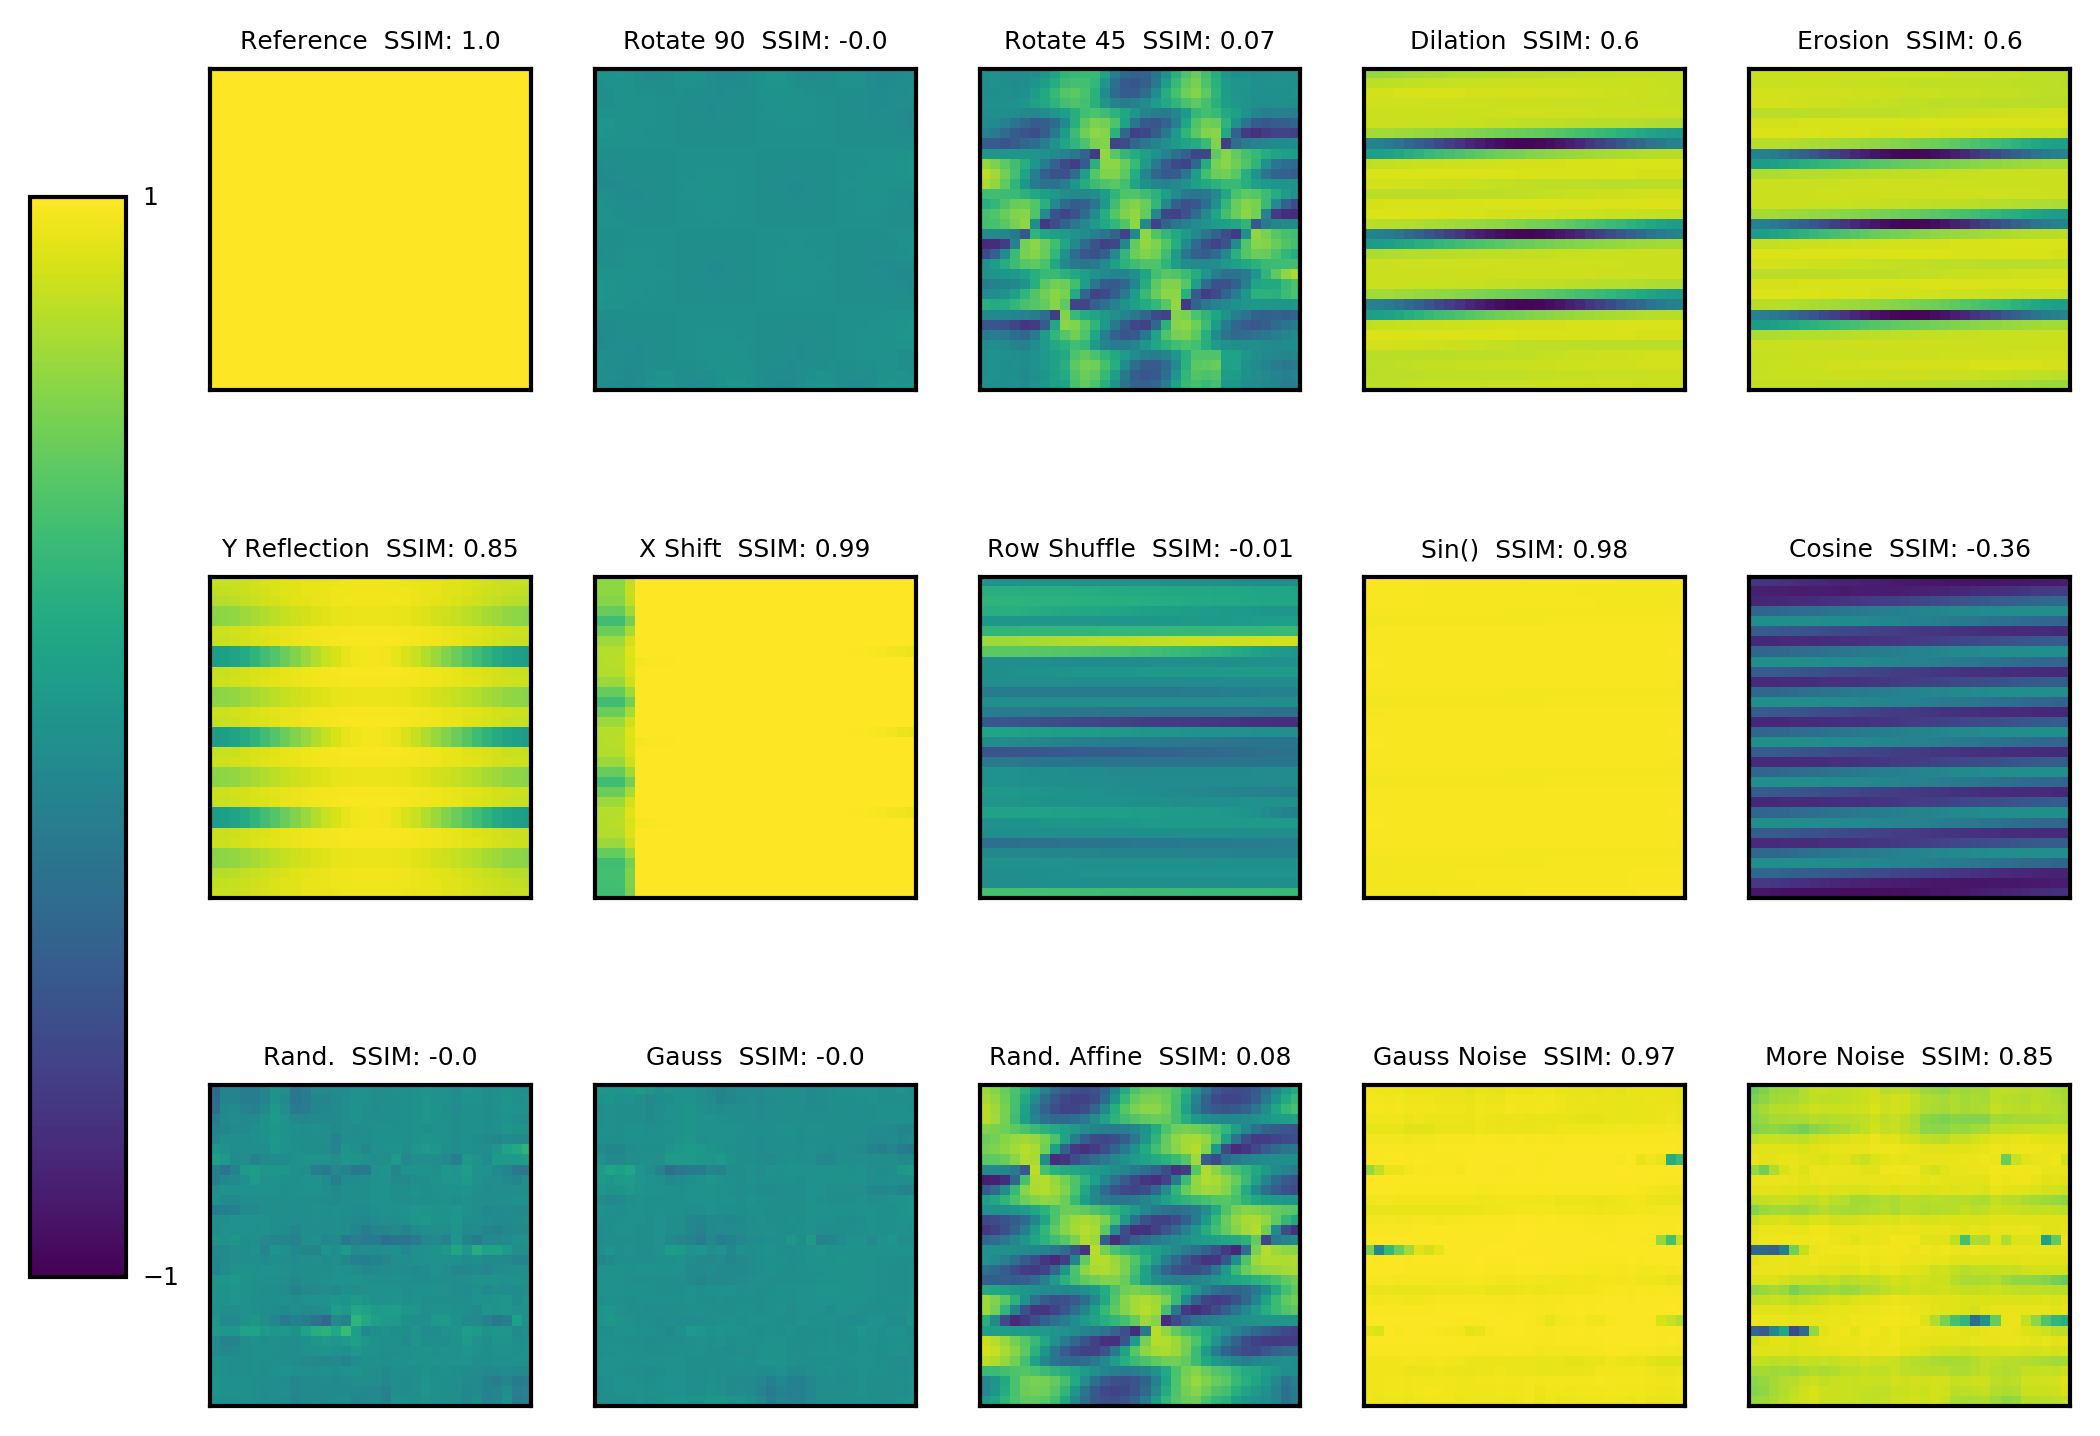 Reference  SSIM: 1.0
Rotate 90  SSIM: -0.0
Rotate 45  SSIM: 0.07
Dilation  SSIM: 0.6
Erosion  SSIM: 0.6
1
−1
Y Reflection  SSIM: 0.85
X Shift  SSIM: 0.99
Row Shuffle  SSIM: -0.01
Sin()  SSIM: 0.98
Cosine  SSIM: -0.36
Rand.  SSIM: -0.0
Gauss  SSIM: -0.0
Rand. Affine  SSIM: 0.08
Gauss Noise  SSIM: 0.97
More Noise  SSIM: 0.85